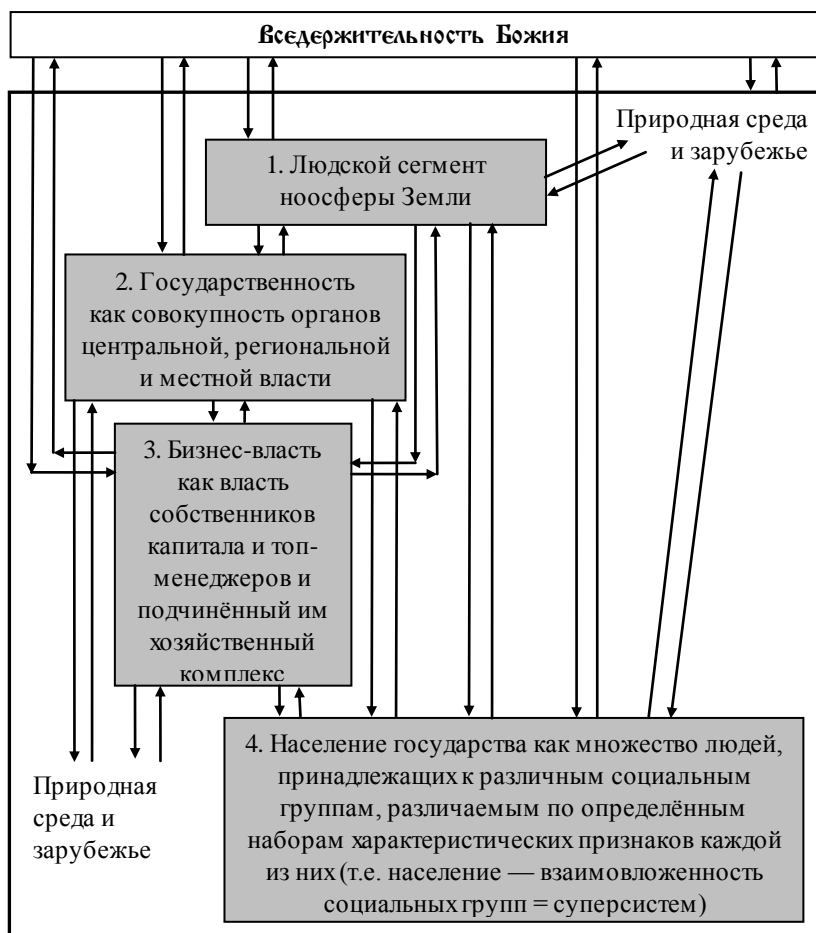 Вседержительность Божия
Природная среда
и зарубежье
1. Людской сегмент
ноосферы Земли
2. Государственность
как совокупность органов
центральной, региональной
и местной власти
3. Бизнес-власть
как власть
собственников
капитала и топ-
менеджеров и
подчинённый им
хозяйственный
комплекс
4. Население государства как множество людей,
принадлежащих к различным социальным
группам, различаемым по определённым
наборам характеристических признаков каждой
из них (т.е. население — взаимовложенность
социальных групп = суперсистем)
Природная
среда и
зарубежье